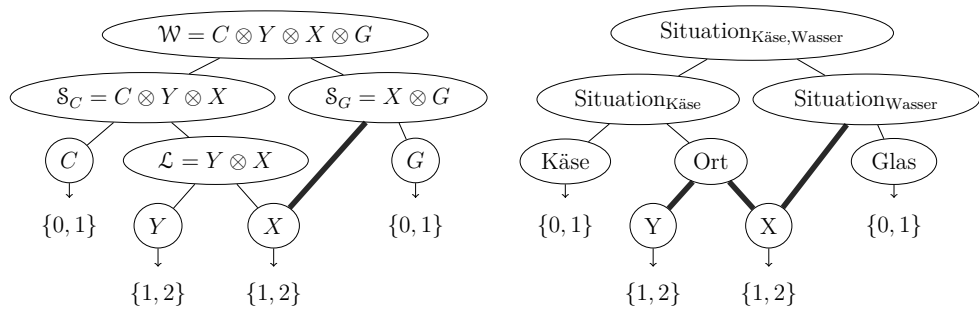 𝒲 = C ⊗ Y ⊗ X ⊗ G
𝒮_C = C ⊗ Y ⊗ X
𝒮_G = X ⊗ G
C
ℒ = Y ⊗ X
G
{0, 1}
Y
X
{0, 1}
{1, 2}
{1, 2}
Situation_Käse,Wasser
Situation_Käse
Situation_Wasser
Käse
Ort
Glas
{0, 1}
Y
X
{0, 1}
{1, 2}
{1, 2}